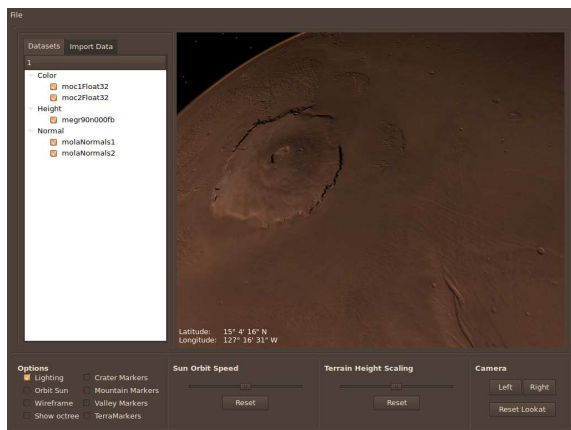 File
Datasets Import Data
1
Color
moc1Float32
moc2Float32
Height
megr90n000fb
Normal
molaNormals1
molaNormals2
Latitude: 15° 4' 16" N
Longitude: 127° 16' 31" W
Options
Lighting Crater Markers
Orbit Sun Mountain Markers
Wireframe Valley Markers
Show octree TerraMarkers
Sun Orbit Speed
Reset
Terrain Height Scaling
Reset
Camera
Left Right
Reset Lookat